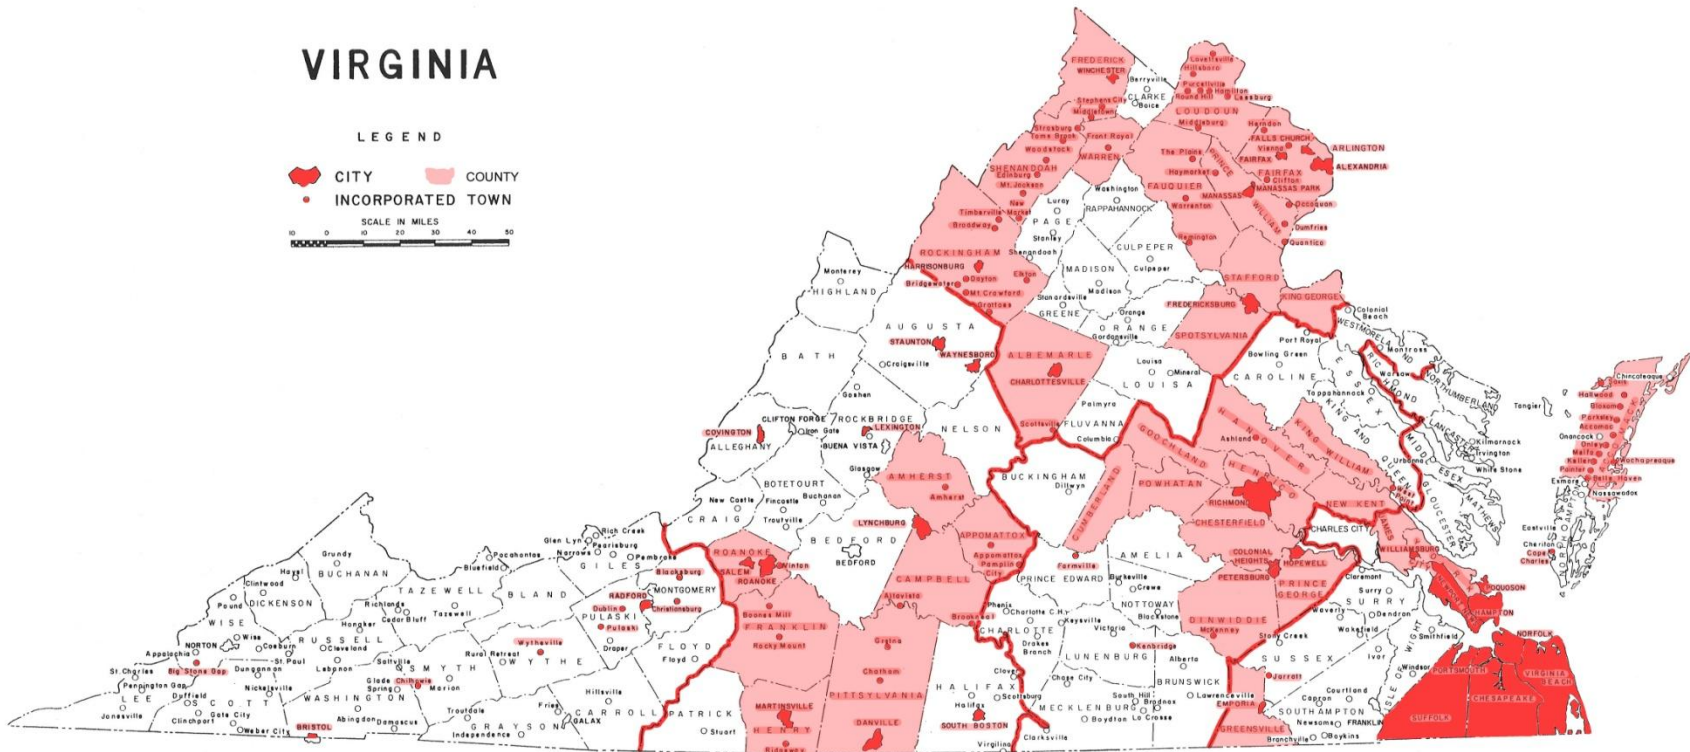 VIRGINIA
LEGEND
CITY
COUNTY
INCORPORATED TOWN
SCALE IN MILES
10 0 10 20 30 40 50
FREDERICK
WINCHESTER
Berryville
CLARKE
Boyce
Stephens City
Middletown
Lovettsville
Hillsboro
Purcellville
Hamilton
Round Hill
Leesburg
LOUDOUN
Middleburg
Herndon
FALLS CHURCH
Vienna
ARLINGTON
FAIRFAX
ALEXANDRIA
FAIRFAX
Clifton
MANASSAS PARK
MANASSAS
Strasburg
Toms Brook
Woodstock
Front Royal
WARREN
The Plains
PRINCE
WILLIAM
Haymarket
SHENANDOAH
Edinburg
Mt. Jackson
New Market
FAUQUIER
Warrenton
Occoquan
Dumfries
Quantico
Remington
Washington
RAPPAHANNOCK
Luray
PAGE
Stanley
Shenandoah
Timberville
Broadway
CULPEPER
Culpeper
ROCKINGHAM
HARRISONBURG
Dayton
Bridgewater
Mt. Crawford
Grottoes
Elkton
MADISON
Madison
STAFFORD
KING GEORGE
FREDERICKSBURG
SPOTSYLVANIA
Stanardsville
GREENE
Orange
ORANGE
Gordonsville
Monterey
HIGHLAND
AUGUSTA
STAUNTON
WAYNESBORO
Craigsville
BATH
ALBEMARLE
CHARLOTTESVILLE
Scottsville
Louisa
Mineral
LOUISA
Palmyra
FLUVANNA
Columbia
Port Royal
Bowling Green
CAROLINE
Colonial Beach
WESTMORELAND
Montross
RICHMOND
Warsaw
NORTHUMBERLAND
ESSEX
Tappahannock
KING AND QUEEN
LANCASTER
Kilmarnock
Irvington
White Stone
MIDDLESEX
Urbanna
MATHEWS
GLOUCESTER
Tangier
Chincoteague
Saxis
Hallwood
Bloxom
Parksley
Accomac
Onancock
Onley
Melfa
Keller
Wachapreague
Painter
Belle Haven
Exmore
Nassawadox
Eastville
Cheriton
Cape Charles
NORTHAMPTON
Goshen
CLIFTON FORGE
Iron Gate
COVINGTON
ALLEGHANY
ROCKBRIDGE
LEXINGTON
BUENA VISTA
Glasgow
NELSON
AMHERST
Amherst
BUCKINGHAM
Dillwyn
CUMBERLAND
GOOCHLAND
POWHATAN
HANOVER
Ashland
KING WILLIAM
West Point
HENRICO
RICHMOND
CHESTERFIELD
NEW KENT
CHARLES CITY
JAMES CITY
WILLIAMSBURG
YORK
POQUOSON
HAMPTON
NEWPORT NEWS
BOTETOURT
New Castle
Fincastle
Buchanan
Troutville
CRAIG
LYNCHBURG
BEDFORD
BEDFORD
APPOMATTOX
Appomattox
Pamplin City
CAMPBELL
Altavista
Brookneal
Farmville
PRINCE EDWARD
AMELIA
Burkeville
Crewe
NOTTOWAY
Blackstone
COLONIAL HEIGHTS
HOPEWELL
PETERSBURG
PRINCE GEORGE
DINWIDDIE
McKenney
Claremont
Surry
SURRY
Dendron
Waverly
Wakefield
Stony Creek
SUSSEX
Ivor
Smithfield
ISLE OF WIGHT
Windsor
NORFOLK
PORTSMOUTH
VIRGINIA BEACH
CHESAPEAKE
SUFFOLK
Jarratt
EMPORIA
GREENSVILLE
Courtland
Capron
SOUTHAMPTON
Newsoms
FRANKLIN
Branchville
Boykins
Phenix
Charlotte C.H.
CHARLOTTE
Drakes Branch
Keysville
Victoria
Kenbridge
LUNENBURG
Alberta
BRUNSWICK
Lawrenceville
Chase City
South Hill
Brodnax
MECKLENBURG
Boydton
La Crosse
Clover
Scottsburg
HALIFAX
Halifax
SOUTH BOSTON
Clarksville
Virgilina
ROANOKE
SALEM
ROANOKE
Vinton
Boones Mill
FRANKLIN
Rocky Mount
Gretna
Chatham
PITTSYLVANIA
DANVILLE
MARTINSVILLE
HENRY
Ridgeway
Stuart
PATRICK
Rich Creek
Glen Lyn
Narrows
Pearisburg
Pembroke
GILES
Blacksburg
MONTGOMERY
RADFORD
Christiansburg
Dublin
PULASKI
Pulaski
Draper
FLOYD
Floyd
Hillsville
CARROLL
GALAX
Fries
GRAYSON
Independence
Troutdale
Pocahontas
Bluefield
TAZEWELL
Tazewell
BLAND
Richlands
Cedar Bluff
Wytheville
WYTHE
Rural Retreat
SMYTH
Saltville
Chilhowie
Marion
Glade Spring
Grundy
BUCHANAN
Haysi
Clintwood
DICKENSON
Pound
WISE
NORTON
Wise
Coeburn
Appalachia
Big Stone Gap
RUSSELL
Honaker
Cleveland
St. Paul
Lebanon
WASHINGTON
Abingdon
Damascus
BRISTOL
St. Charles
Pennington Gap
LEE
Jonesville
Dungannon
Nickelsville
Duffield
SCOTT
Gate City
Clinchport
Weber City